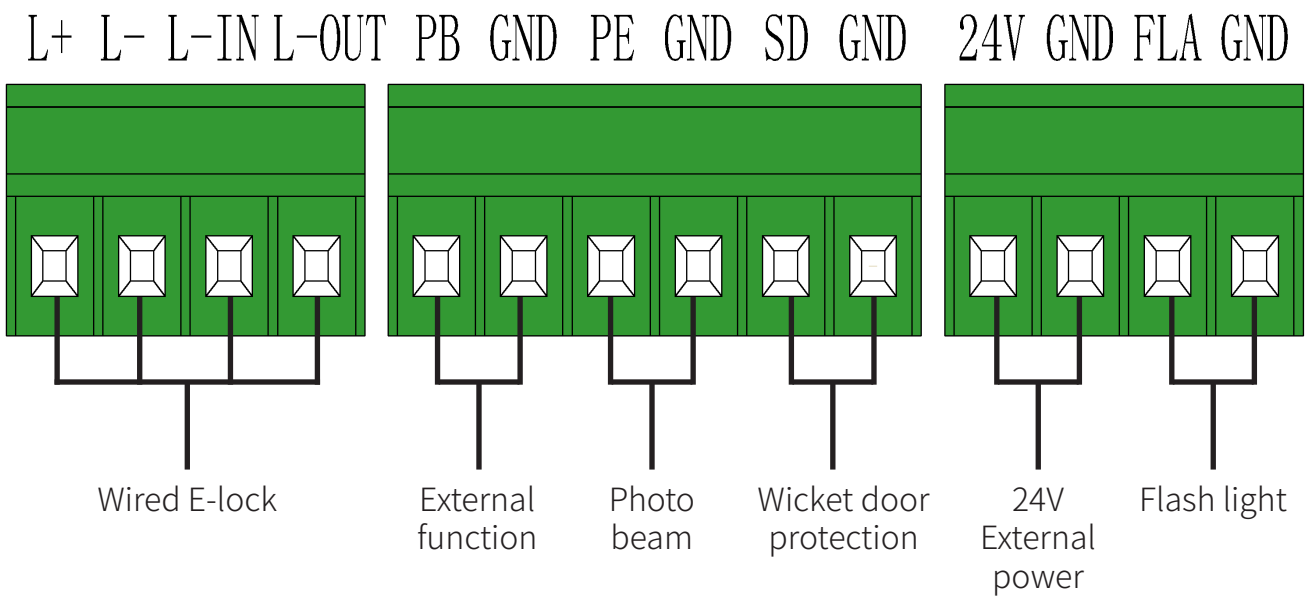 L+ L- L-IN L-OUT PB GND PE GND SD GND 24V GND FLA GND
Wired E-lock
External
function
Photo
beam
Wicket door
protection
24V
External
power
Flash light